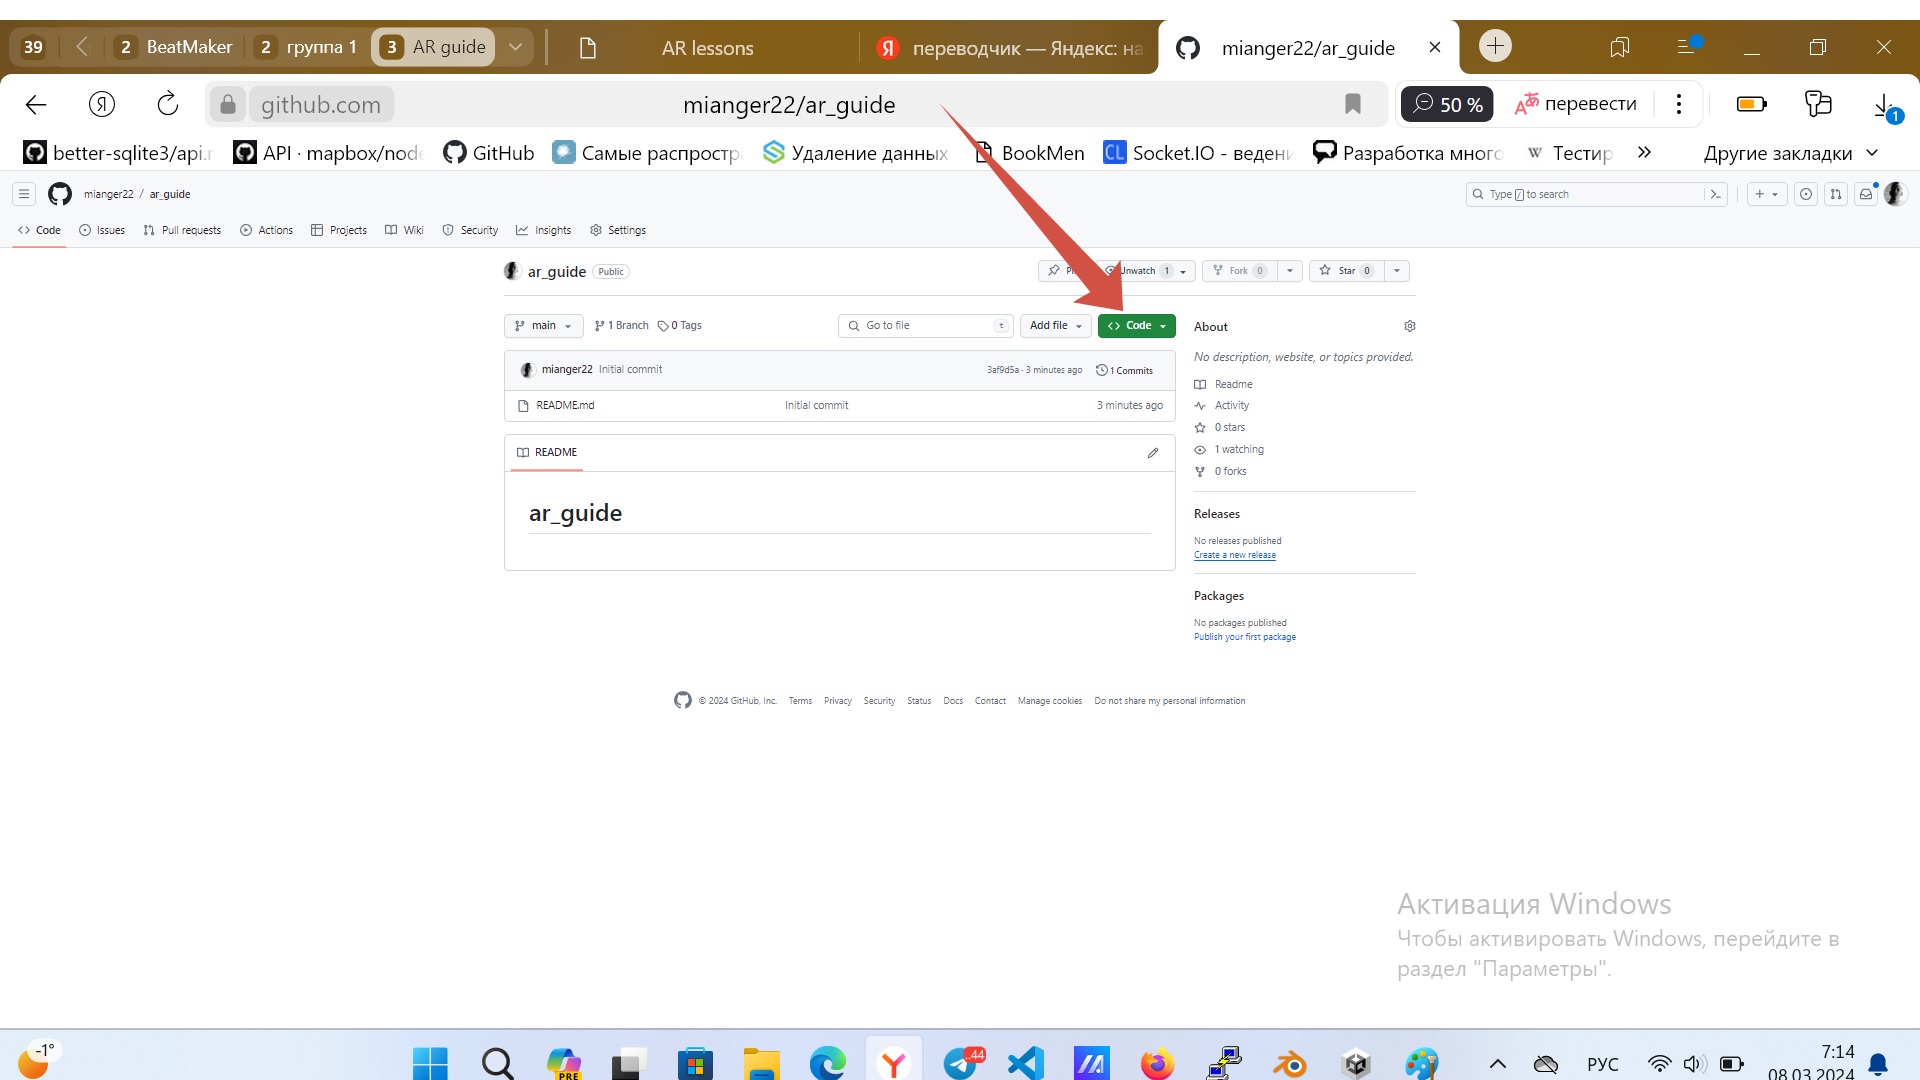 39
2 BeatMaker
2 группа 1
3 AR guide
AR lessons
Я переводчик — Яндекс: на
mianger22/ar_guide
Я
github.com
mianger22/ar_guide
50 %
перевести
1
better-sqlite3/api.r
API · mapbox/node
GitHub
Самые распростр
Удаление данных
BookMen
CL Socket.IO - ведени
Разработка много
W Тестир
»
Другие закладки
mianger22 / ar_guide
Type / to search
Code
Issues
Pull requests
Actions
Projects
Wiki
Security
Insights
Settings
ar_guide Public
Unwatch 1
Fork 0
Star 0
main
1 Branch
0 Tags
Go to file t
Add file
<> Code
About
No description, website, or topics provided.
mianger22 Initial commit
3af9d5a · 3 minutes ago
1 Commits
README.md
Initial commit
3 minutes ago
Readme
Activity
0 stars
1 watching
0 forks
README
ar_guide
Releases
No releases published
Create a new release
Packages
No packages published
Publish your first package
© 2024 GitHub, Inc. Terms Privacy Security Status Docs Contact Manage cookies Do not share my personal information
Активация Windows
Чтобы активировать Windows, перейдите в
раздел "Параметры".
-1°
PRE
..44
РУС
7:14
08.03.2024